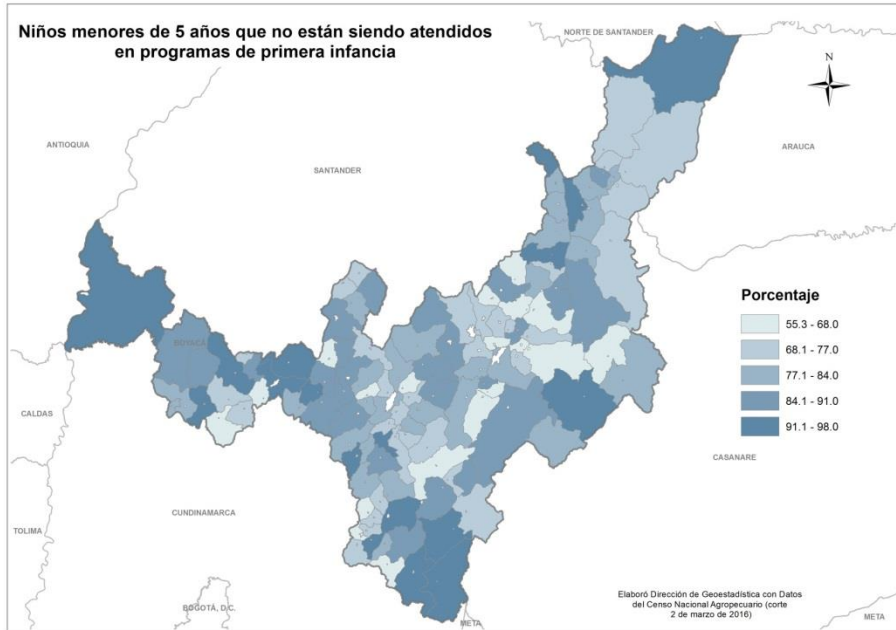 Niños menores de 5 años que no están siendo atendidos
en programas de primera infancia
NORTE DE SANTANDER
N
ANTIOQUIA
SANTANDER
ARAUCA
Porcentaje
55.3 - 68.0
68.1 - 77.0
77.1 - 84.0
84.1 - 91.0
91.1 - 98.0
BOYACÁ
CALDAS
CASANARE
CUNDINAMARCA
TOLIMA
Elaboró Dirección de Geoestadística con Datos
del Censo Nacional Agropecuario (corte
2 de marzo de 2016)
BOGOTÁ, D.C.
META
META